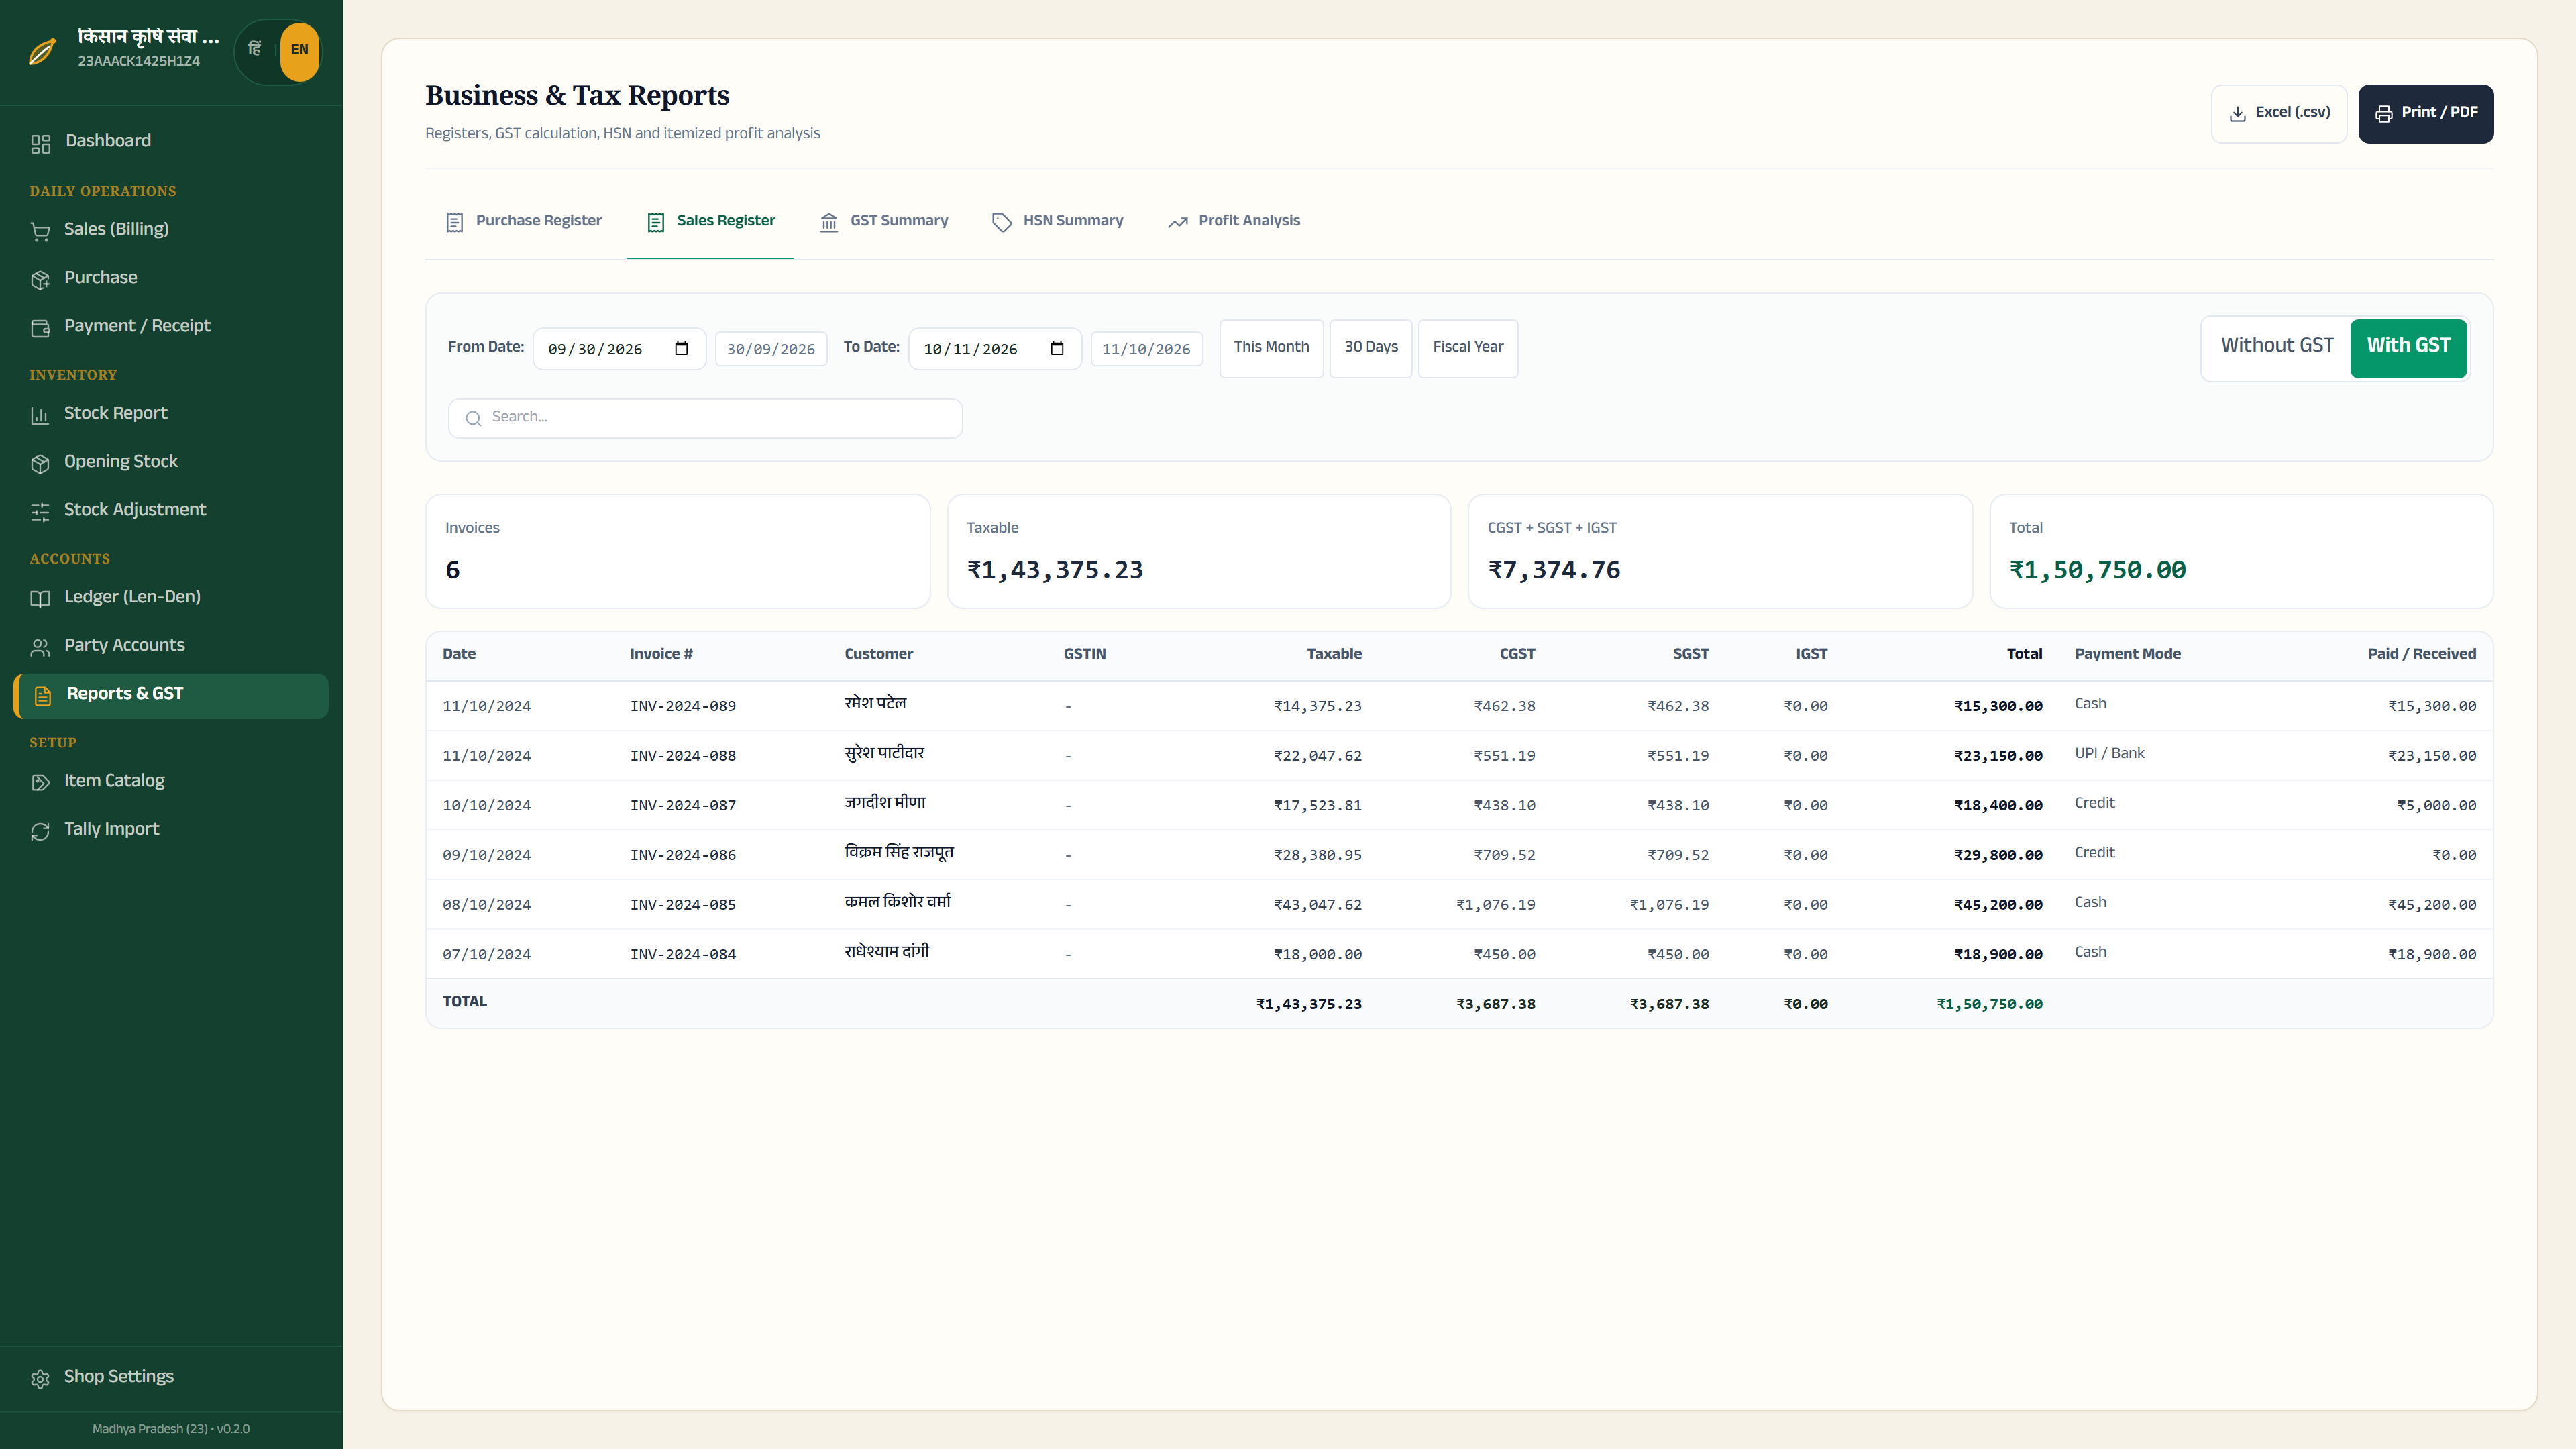 किसान कृषि सेवा ...
23AAACK1425H1Z4
हिं
EN
Dashboard
DAILY OPERATIONS
Sales (Billing)
Purchase
Payment / Receipt
INVENTORY
Stock Report
Opening Stock
Stock Adjustment
ACCOUNTS
Ledger (Len-Den)
Party Accounts
Reports & GST
SETUP
Item Catalog
Tally Import
Shop Settings
Madhya Pradesh (23) • v0.2.0
Business & Tax Reports
Registers, GST calculation, HSN and itemized profit analysis
Excel (.csv)
Print / PDF
Purchase Register
Sales Register
GST Summary
HSN Summary
Profit Analysis
From Date: 09/30/2026 30/09/2026 To Date: 10/11/2026 11/10/2026 This Month 30 Days Fiscal Year
Without GST With GST
Search...
Invoices
6
Taxable
₹1,43,375.23
CGST + SGST + IGST
₹7,374.76
Total
₹1,50,750.00
Date Invoice # Customer GSTIN Taxable CGST SGST IGST Total Payment Mode Paid / Received
11/10/2024 INV-2024-089 रमेश पटेल - ₹14,375.23 ₹462.38 ₹462.38 ₹0.00 ₹15,300.00 Cash ₹15,300.00
11/10/2024 INV-2024-088 सुरेश पाटीदार - ₹22,047.62 ₹551.19 ₹551.19 ₹0.00 ₹23,150.00 UPI / Bank ₹23,150.00
10/10/2024 INV-2024-087 जगदीश मीणा - ₹17,523.81 ₹438.10 ₹438.10 ₹0.00 ₹18,400.00 Credit ₹5,000.00
09/10/2024 INV-2024-086 विक्रम सिंह राजपूत - ₹28,380.95 ₹709.52 ₹709.52 ₹0.00 ₹29,800.00 Credit ₹0.00
08/10/2024 INV-2024-085 कमल किशोर वर्मा - ₹43,047.62 ₹1,076.19 ₹1,076.19 ₹0.00 ₹45,200.00 Cash ₹45,200.00
07/10/2024 INV-2024-084 राधेश्याम दांगी - ₹18,000.00 ₹450.00 ₹450.00 ₹0.00 ₹18,900.00 Cash ₹18,900.00
TOTAL ₹1,43,375.23 ₹3,687.38 ₹3,687.38 ₹0.00 ₹1,50,750.00